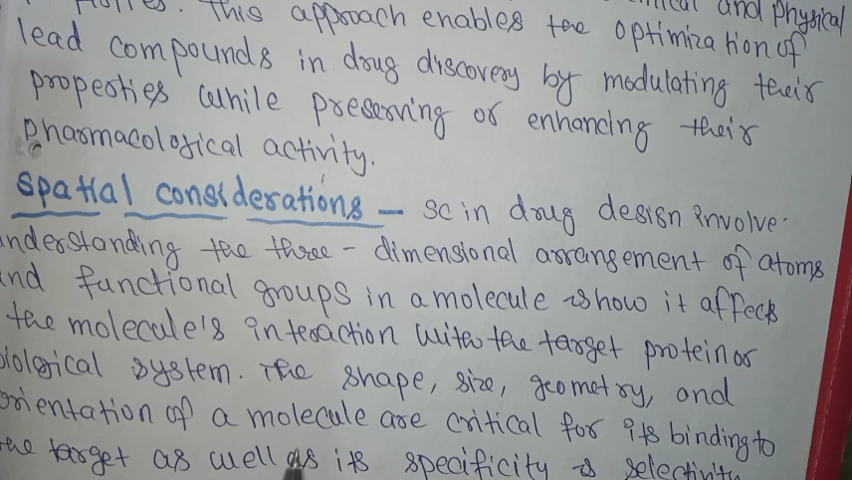 This approach enables the optimization of
and Physical
lead compounds in drug discovery by modulating their
properties while preserving or enhancing their
Pharmacological activity.
Spatial considerations - SC in drug design involve
understanding the three-dimensional arrangement of atoms
and functional groups in a molecule & how it affects
the molecule's interaction with the target protein or
biological system. The shape, size, geometry, and
orientation of a molecule are critical for its binding to
the target as well as its specificity & selectivity